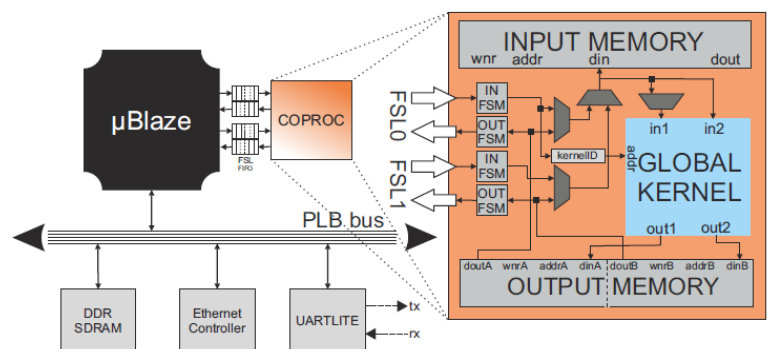 µBlaze
FSL
FIFO
COPROC
PLB bus
DDR
SDRAM
Ethernet
Controller
UARTLITE
tx
rx
INPUT MEMORY
wnr addr din dout
FSL0
FSL1
IN
FSM
OUT
FSM
IN
FSM
OUT
FSM
kernelID
in1 in2
addr
GLOBAL
KERNEL
out1 out2
doutA wnrA addrA dinA doutB wnrB addrB dinB
OUTPUT MEMORY